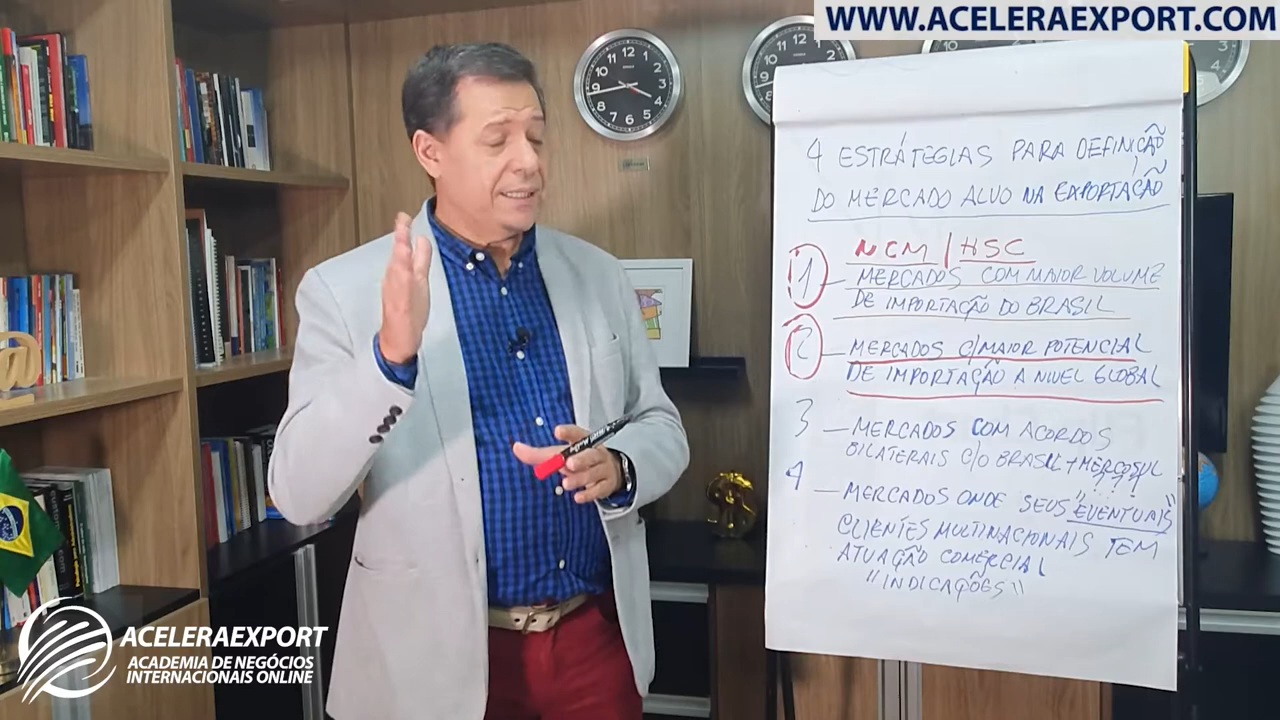 WWW.ACELERAEXPORT.COM
4 ESTRÁTEGIAS PARA DEFINIÇÃO
DO MERCADO ALVO NA EXPORTAÇÃO
NCM / HSC
1 — MERCADOS COM MAIOR VOLUME
DE IMPORTAÇÃO DO BRASIL
2 — MERCADOS C/MAIOR POTENCIAL
DE IMPORTAÇÃO A NIVEL GLOBAL
3 — MERCADOS COM ACORDOS
BILATERAIS C/O BRASIL + MERCOSUL
???
4 — MERCADOS ONDE SEUS "EVENTUAIS"
CLIENTES MULTINACIONAIS TEM
ATUAÇÃO COMERCIAL
"INDICAÇÕES"
ACELERAEXPORT
ACADEMIA DE NEGÓCIOS
INTERNACIONAIS ONLINE